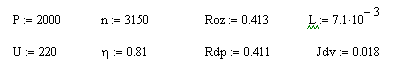 P := 2000 n := 3150 Roz := 0.413 L := 7.1·10⁻³
U := 220 η := 0.81 Rdp := 0.411 Jdv := 0.018